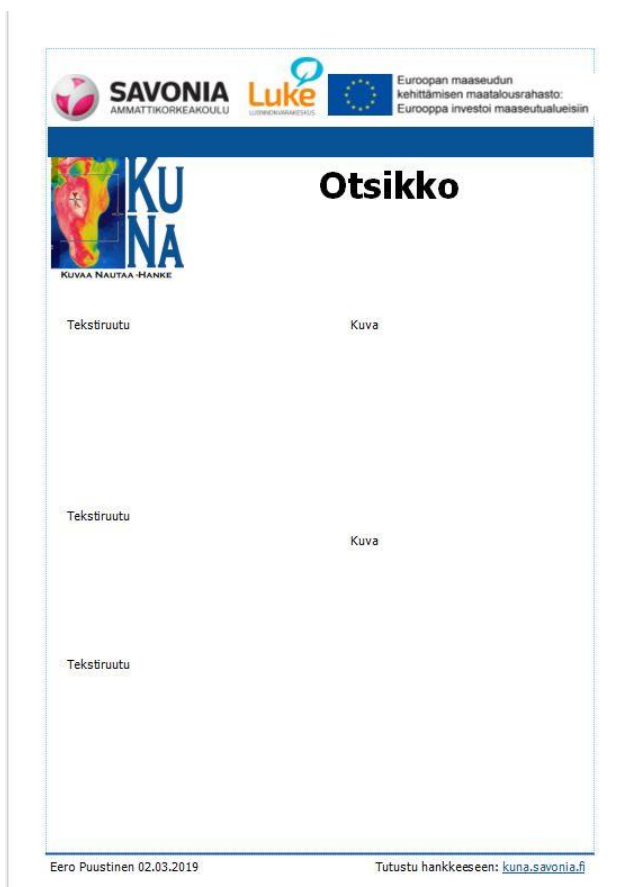 SAVONIA
AMMATTIKORKEAKOULU
Luke
LUONNONVARAKESKUS
Euroopan maaseudun
kehittämisen maatalousrahasto:
Eurooppa investoi maaseutualueisiin
KU
NA
KUVAA NAUTAA -HANKE
Otsikko
Tekstiruutu
Kuva
Tekstiruutu
Kuva
Tekstiruutu
Eero Puustinen 02.03.2019
Tutustu hankkeeseen: kuna.savonia.fi